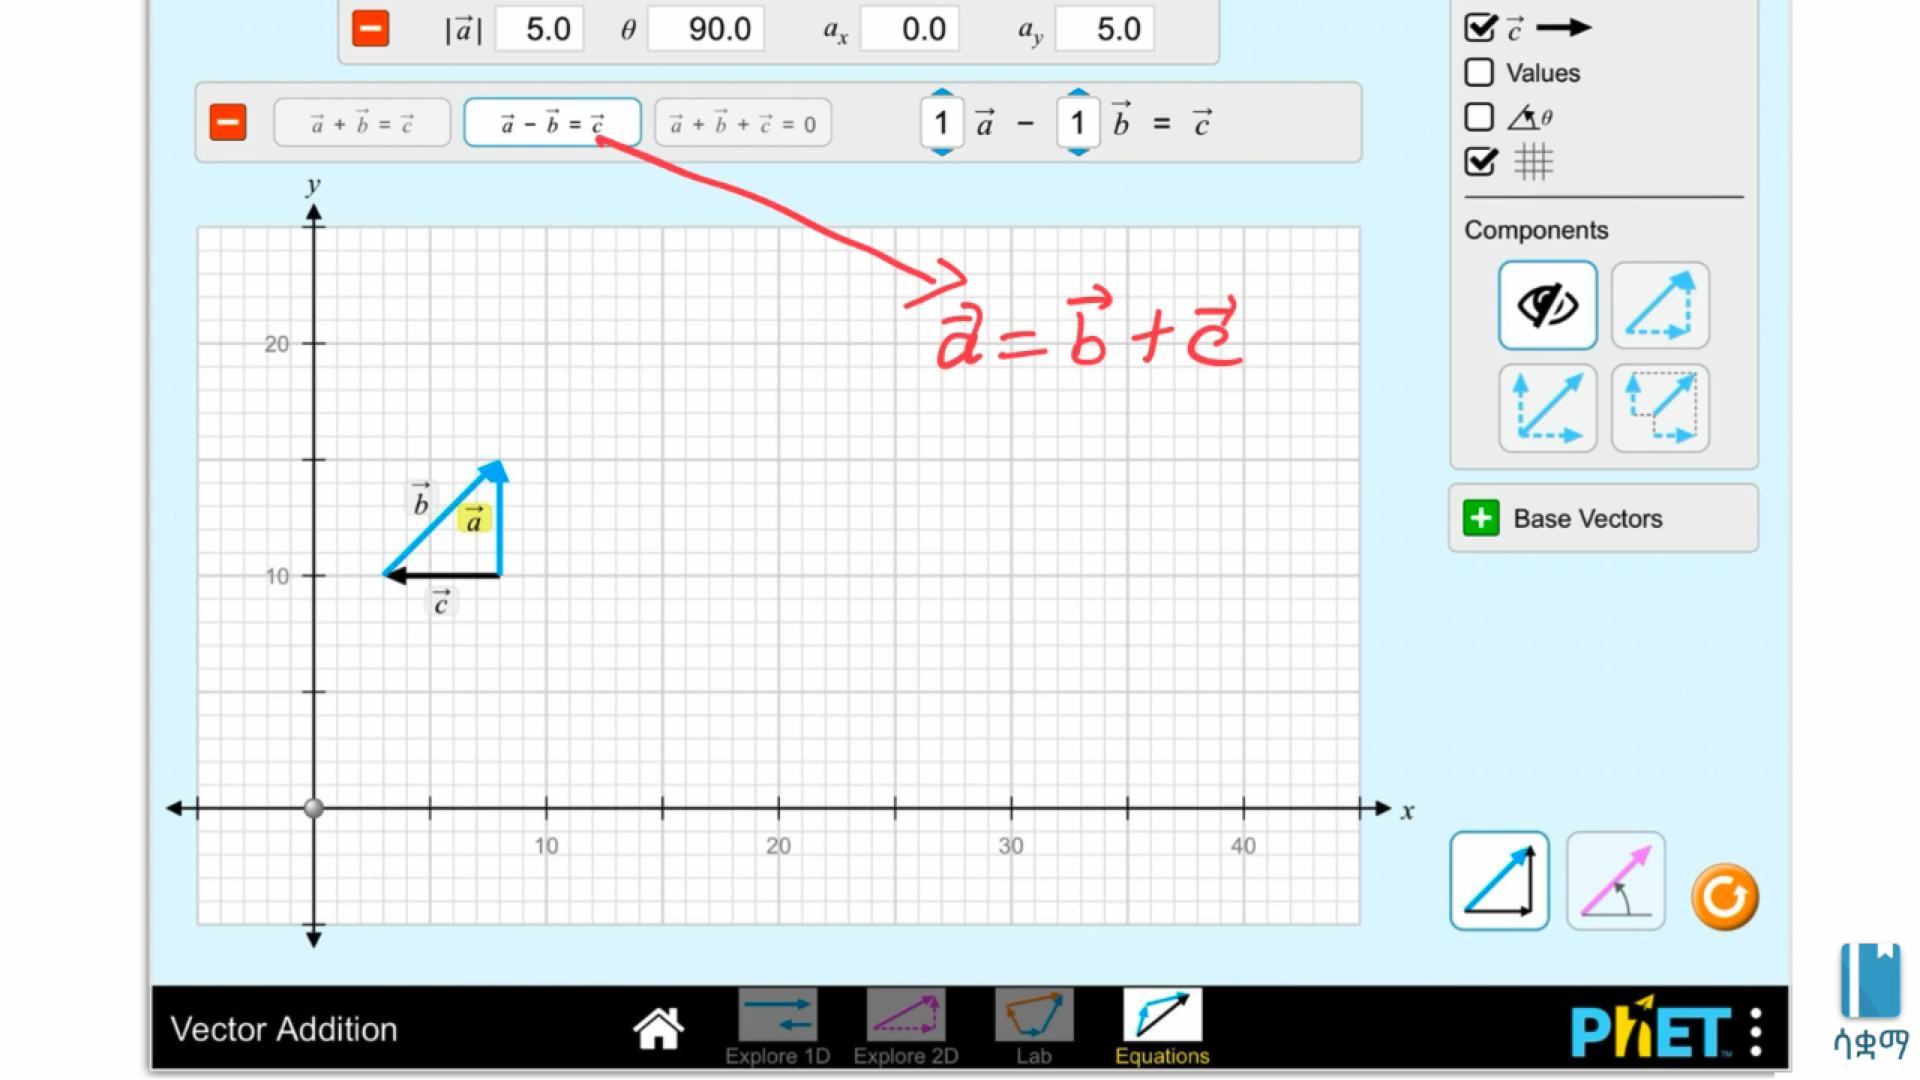 |a⃗| 5.0 θ 90.0 aₓ 0.0 a_y 5.0
a⃗ + b⃗ = c⃗ a⃗ − b⃗ = c⃗ a⃗ + b⃗ + c⃗ = 0 1 a⃗ − 1 b⃗ = c⃗
c⃗
Values
θ
Components
y
a⃗ = b⃗ + c⃗
20
b⃗
a⃗
10
c⃗
Base Vectors
x
10 20 30 40
Vector Addition
Explore 1D
Explore 2D
Lab
Equations
PhET
ሳቋማ